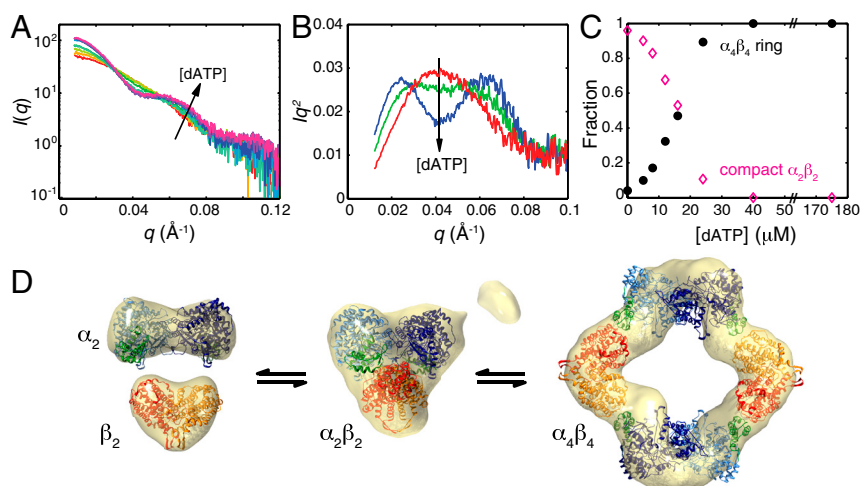 A
10²
10¹
10⁰
10⁻¹
I(q)
[dATP]
0
0.04
0.08
0.12
q (Å⁻¹)
B
0.04
0.03
0.02
0.01
0
Iq²
[dATP]
0
0.02
0.04
0.06
0.08
0.1
q (Å⁻¹)
C
1
0.8
0.6
0.4
0.2
0
Fraction
α₄β₄ ring
compact α₂β₂
0
10
20
30
40
50
170
180
[dATP] (μM)
D
α₂
β₂
α₂β₂
α₄β₄